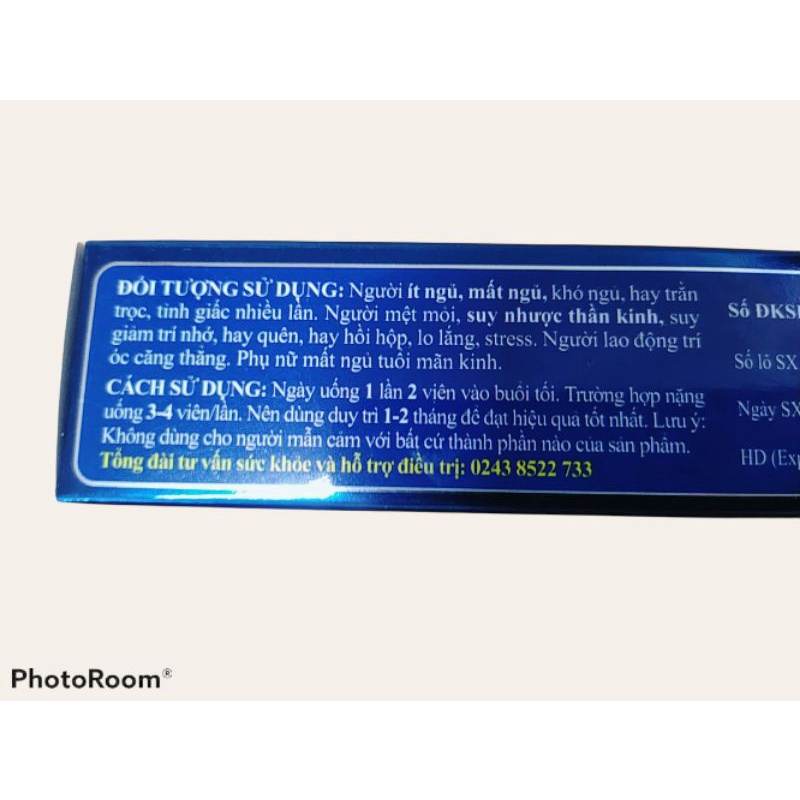 ĐỐI TƯỢNG SỬ DỤNG: Người ít ngủ, mất ngủ, khó ngủ, hay trằn
trọc, tỉnh giấc nhiều lần. Người mệt mỏi, suy nhược thần kinh, suy
giảm trí nhớ, hay quên, hay hồi hộp, lo lắng, stress. Người lao động trí
óc căng thẳng. Phụ nữ mất ngủ tuổi mãn kinh.
CÁCH SỬ DỤNG: Ngày uống 1 lần 2 viên vào buổi tối. Trường hợp nặng
uống 3-4 viên/lần. Nên dùng duy trì 1-2 tháng để đạt hiệu quả tốt nhất. Lưu ý:
Không dùng cho người mẫn cảm với bất cứ thành phần nào của sản phẩm.
Tổng đài tư vấn sức khỏe và hỗ trợ điều trị: 0243 8522 733
Số ĐKSI
Số lô SX
Ngày SX
HD (Exp
PhotoRoom®